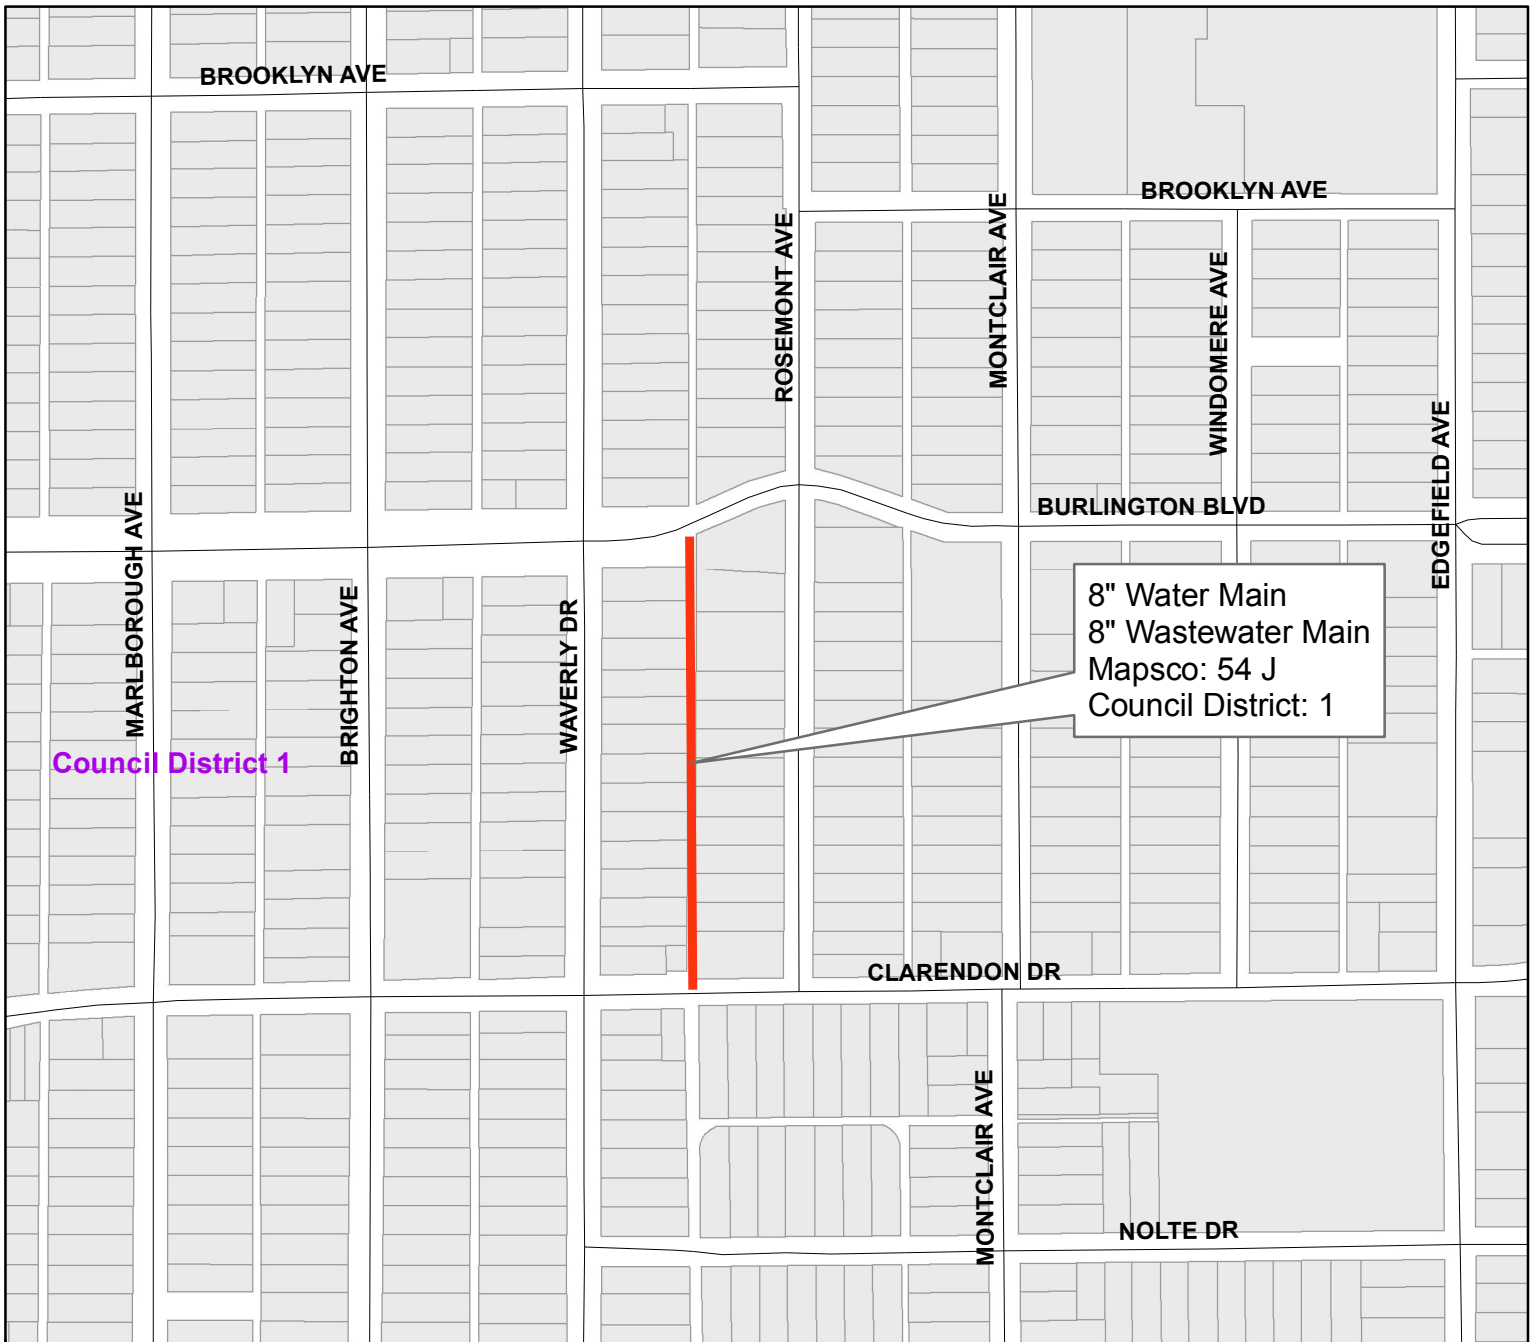 BROOKLYN AVE
BROOKLYN AVE
ROSEMONT AVE
MONTCLAIR AVE
WINDOMERE AVE
EDGEFIELD AVE
MARLBOROUGH AVE
BURLINGTON BLVD
BRIGHTON AVE
WAVERLY DR
8" Water Main
8" Wastewater Main
Mapsco: 54 J
Council District: 1
Council District 1
CLARENDON DR
MONTCLAIR AVE
NOLTE DR